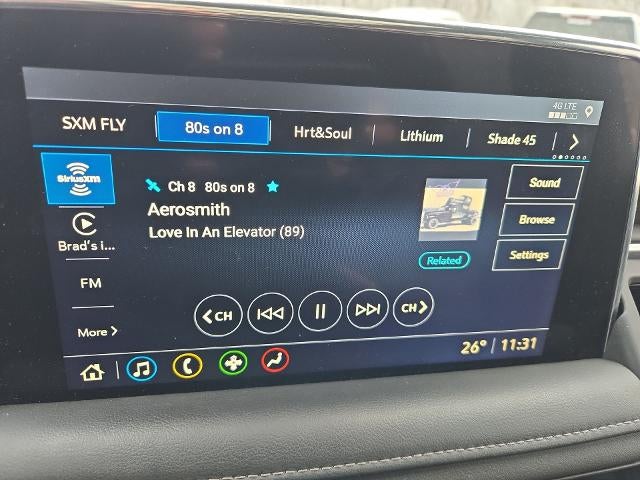 4G LTE
SXM FLY
80s on 8
Hrt&Soul
Lithium
Shade 45
SiriusXM
Ch 8 80s on 8
Sound
Aerosmith
Brad's i...
Love In An Elevator (89)
Browse
Related
Settings
FM
<CH
CH>
More >
26° | 11:31